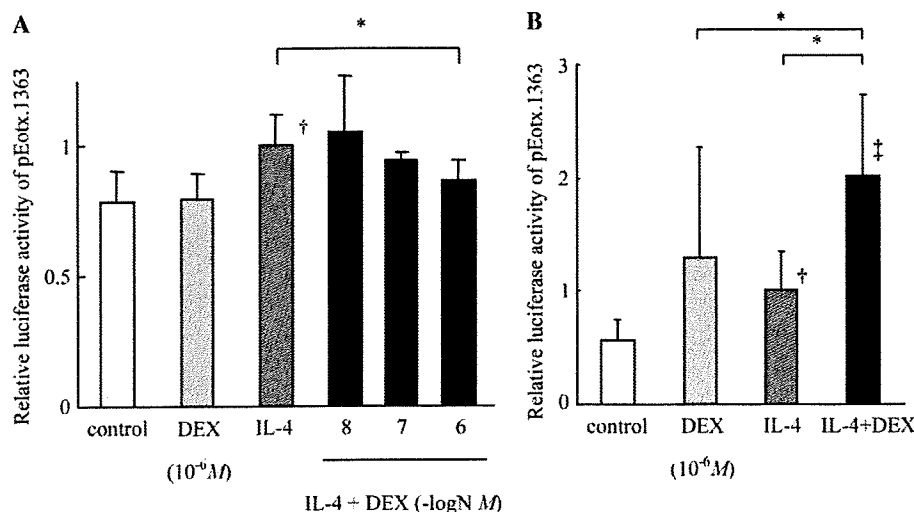 A
Relative luciferase activity of pEotx.1363
1
0.5
0
*
†
control DEX IL-4 8 7 6
(10⁻⁶M)
IL-4 + DEX (-logN M)
B
Relative luciferase activity of pEotx.1363
3
2
1
0
*
*
†
‡
control DEX IL-4 IL-4+DEX
(10⁻⁶M)